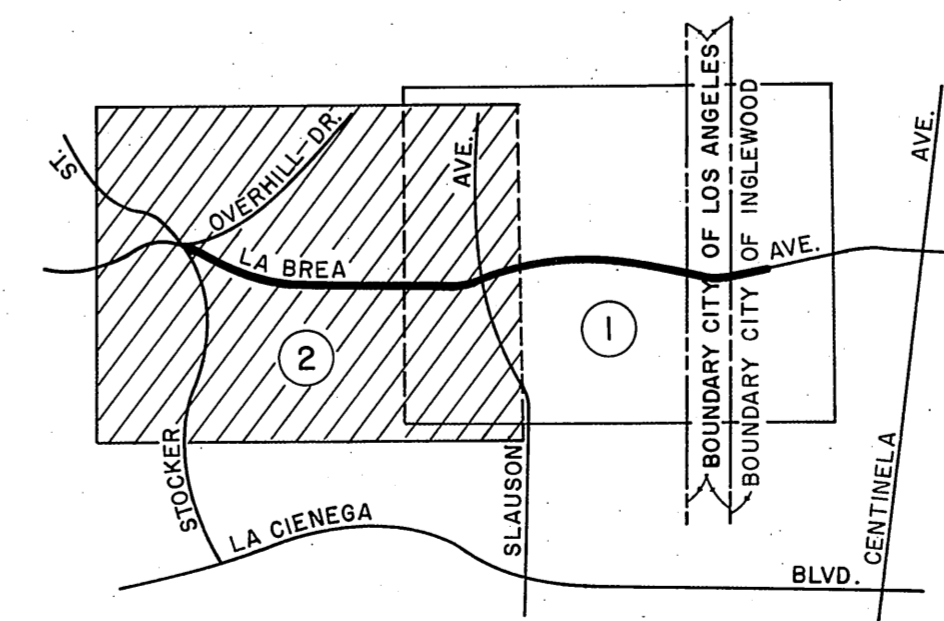 ST.
OVERHILL-DR.
AVE.
LA BREA
AVE.
AVE.
BOUNDARY CITY OF LOS ANGELES
BOUNDARY CITY OF INGLEWOOD
1
2
STOCKER
LA CIENEGA
SLAUSON
BLVD.
CENTINELA